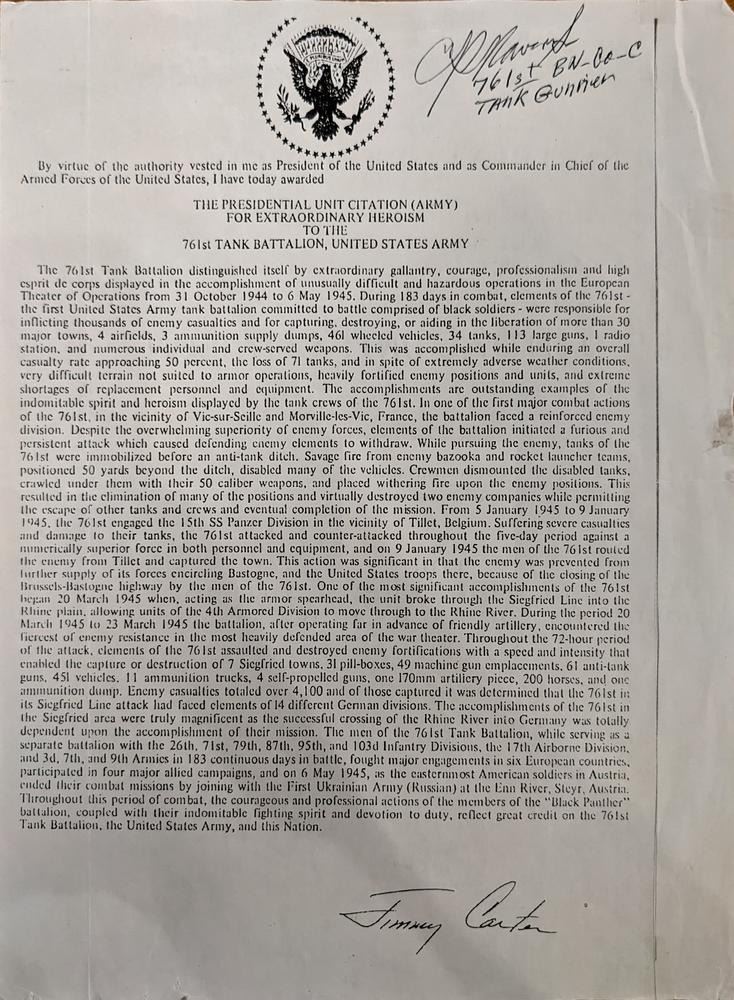 761st BN-Co-C
TANK GUNNER
By virtue of the authority vested in me as President of the United States and as Commander in Chief of the
Armed Forces of the United States, I have today awarded
THE PRESIDENTIAL UNIT CITATION (ARMY)
FOR EXTRAORDINARY HEROISM
TO THE
761st TANK BATTALION, UNITED STATES ARMY
The 761st Tank Battalion distinguished itself by extraordinary gallantry, courage, professionalism and high
esprit de corps displayed in the accomplishment of unusually difficult and hazardous operations in the European
Theater of Operations from 31 October 1944 to 6 May 1945. During 183 days in combat, elements of the 761st -
the first United States Army tank battalion committed to battle comprised of black soldiers - were responsible for
inflicting thousands of enemy casualties and for capturing, destroying, or aiding in the liberation of more than 30
major towns, 4 airfields, 3 ammunition supply dumps, 461 wheeled vehicles, 34 tanks, 113 large guns, 1 radio
station, and numerous individual and crew-served weapons. This was accomplished while enduring an overall
casualty rate approaching 50 percent, the loss of 71 tanks, and in spite of extremely adverse weather conditions,
very difficult terrain not suited to armor operations, heavily fortified enemy positions and units, and extreme
shortages of replacement personnel and equipment. The accomplishments are outstanding examples of the
indomitable spirit and heroism displayed by the tank crews of the 761st. In one of the first major combat actions
of the 761st, in the vicinity of Vic-sur-Seille and Morville-les-Vic, France, the battalion faced a reinforced enemy
division. Despite the overwhelming superiority of enemy forces, elements of the battalion initiated a furious and
persistent attack which caused defending enemy elements to withdraw. While pursuing the enemy, tanks of the
761st were immobilized before an anti-tank ditch. Savage fire from enemy bazooka and rocket launcher teams,
positioned 50 yards beyond the ditch, disabled many of the vehicles. Crewmen dismounted the disabled tanks,
crawled under them with their 50 caliber weapons, and placed withering fire upon the enemy positions. This
resulted in the elimination of many of the positions and virtually destroyed two enemy companies while permitting
the escape of other tanks and crews and eventual completion of the mission. From 5 January 1945 to 9 January
1945, the 761st engaged the 15th SS Panzer Division in the vicinity of Tillet, Belgium. Suffering severe casualties
and damage to their tanks, the 761st attacked and counter-attacked throughout the five-day period against a
numerically superior force in both personnel and equipment, and on 9 January 1945 the men of the 761st routed
the enemy from Tillet and captured the town. This action was significant in that the enemy was prevented from
further supply of its forces encircling Bastogne, and the United States troops there, because of the closing of the
Brussels-Bastogne highway by the men of the 761st. One of the most significant accomplishments of the 761st
began 20 March 1945 when, acting as the armor spearhead, the unit broke through the Siegfried Line into the
Rhine plain, allowing units of the 4th Armored Division to move through to the Rhine River. During the period 20
March 1945 to 23 March 1945 the battalion, after operating far in advance of friendly artillery, encountered the
fiercest of enemy resistance in the most heavily defended area of the war theater. Throughout the 72-hour period
of the attack, elements of the 761st assaulted and destroyed enemy fortifications with a speed and intensity that
enabled the capture or destruction of 7 Siegfried towns, 31 pill-boxes, 49 machine gun emplacements, 61 anti-tank
guns, 451 vehicles, 11 ammunition trucks, 4 self-propelled guns, one 170mm artillery piece, 200 horses, and one
ammunition dump. Enemy casualties totaled over 4,100 and of those captured it was determined that the 761st in
its Siegfried Line attack had faced elements of 14 different German divisions. The accomplishments of the 761st in
the Siegfried area were truly magnificent as the successful crossing of the Rhine River into Germany was totally
dependent upon the accomplishment of their mission. The men of the 761st Tank Battalion, while serving as a
separate battalion with the 26th, 71st, 79th, 87th, 95th, and 103d Infantry Divisions, the 17th Airborne Division,
and 3d, 7th, and 9th Armies in 183 continuous days in battle, fought major engagements in six European countries,
participated in four major allied campaigns, and on 6 May 1945, as the easternmost American soldiers in Austria,
ended their combat missions by joining with the First Ukrainian Army (Russian) at the Enn River, Steyr, Austria.
Throughout this period of combat, the courageous and professional actions of the members of the "Black Panther"
battalion, coupled with their indomitable fighting spirit and devotion to duty, reflect great credit on the 761st
Tank Battalion, the United States Army, and this Nation.
Jimmy Carter